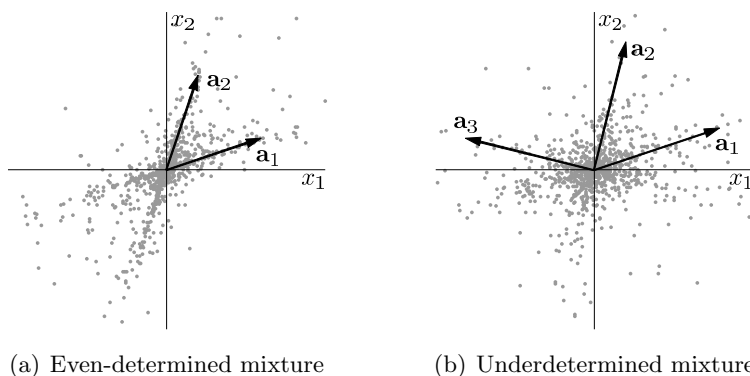 x2
a2
a1
x1
(a) Even-determined mixture
x2
a2
a3
a1
x1
(b) Underdetermined mixture